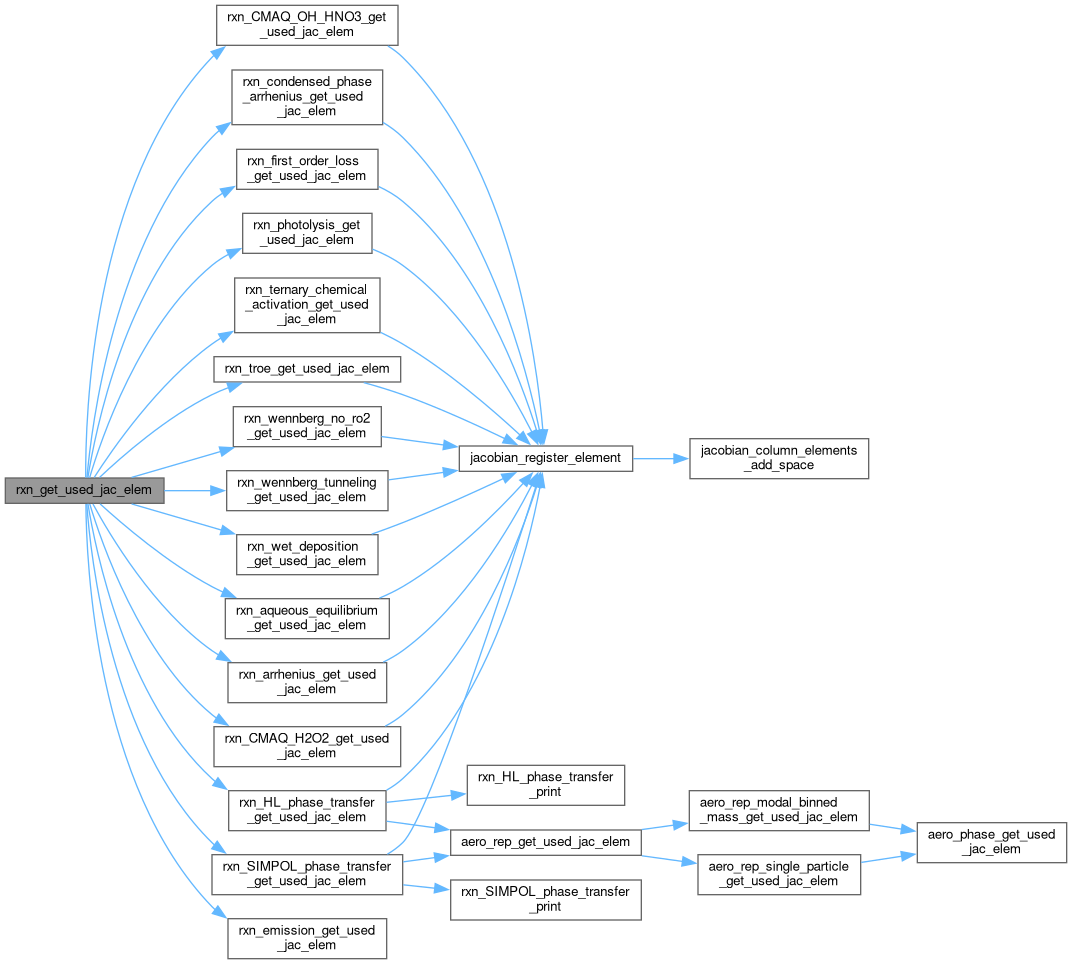 rxn_get_used_jac_elem
rxn_CMAQ_OH_HNO3_get
_used_jac_elem
rxn_condensed_phase
_arrhenius_get_used
_jac_elem
rxn_first_order_loss
_get_used_jac_elem
rxn_photolysis_get
_used_jac_elem
rxn_ternary_chemical
_activation_get_used
_jac_elem
rxn_troe_get_used_jac_elem
rxn_wennberg_no_ro2
_get_used_jac_elem
rxn_wennberg_tunneling
_get_used_jac_elem
rxn_wet_deposition
_get_used_jac_elem
rxn_aqueous_equilibrium
_get_used_jac_elem
rxn_arrhenius_get_used
_jac_elem
rxn_CMAQ_H2O2_get_used
_jac_elem
rxn_HL_phase_transfer
_get_used_jac_elem
rxn_SIMPOL_phase_transfer
_get_used_jac_elem
rxn_emission_get_used
_jac_elem
jacobian_register_element
jacobian_column_elements
_add_space
rxn_HL_phase_transfer
_print
aero_rep_get_used_jac_elem
rxn_SIMPOL_phase_transfer
_print
aero_rep_modal_binned
_mass_get_used_jac_elem
aero_rep_single_particle
_get_used_jac_elem
aero_phase_get_used
_jac_elem